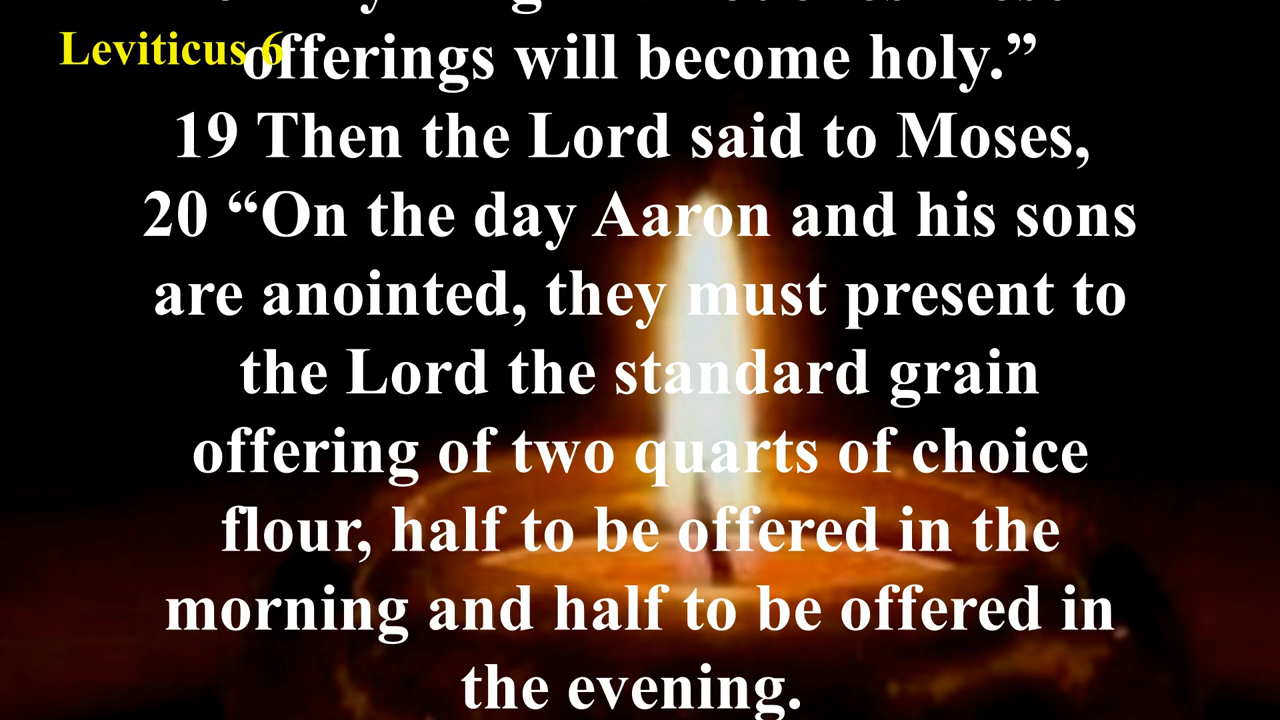 Leviticus 6
offerings will become holy.”
19 Then the Lord said to Moses,
20 “On the day Aaron and his sons
are anointed, they must present to
the Lord the standard grain
offering of two quarts of choice
flour, half to be offered in the
morning and half to be offered in
the evening.